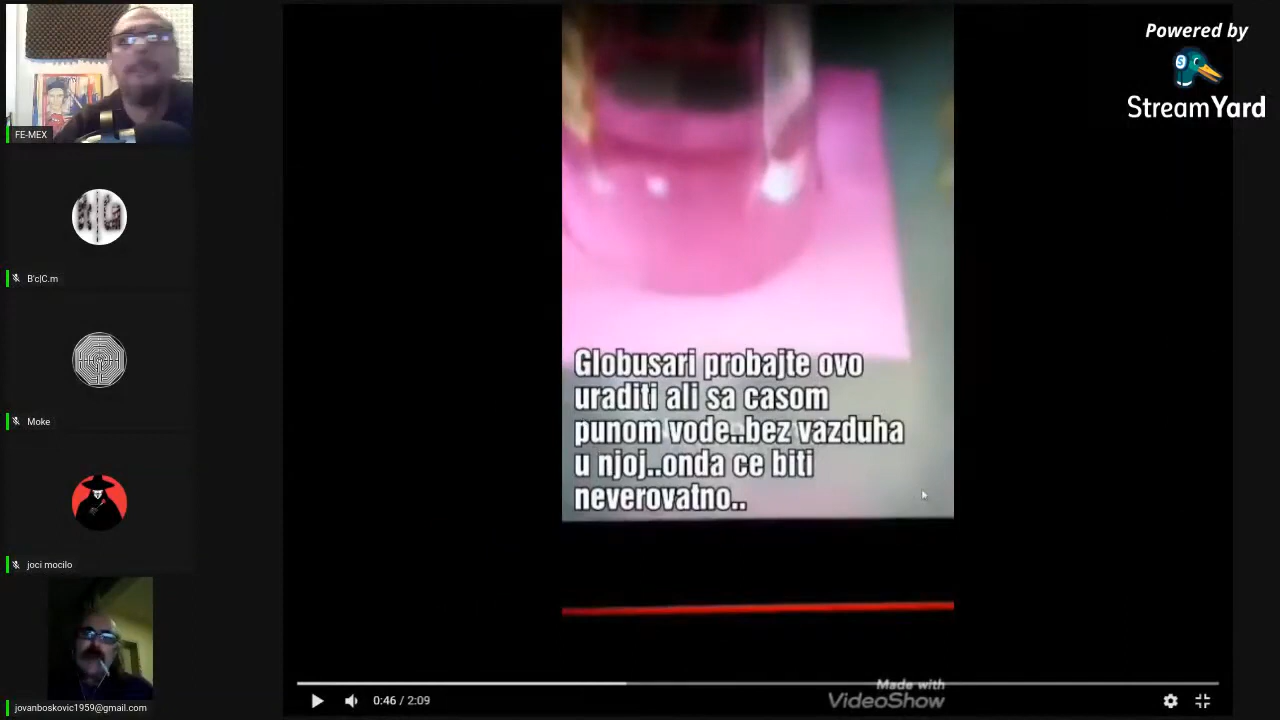 Powered by
StreamYard
FE-MEX
B'c|C.m
Moke
joci mocilo
jovanboskovic1959@gmail.com
Globusari probajte ovo
uraditi ali sa casom
punom vode..bez vazduha
u njoj..onda ce biti
neverovatno..
Made with
VideoShow
0:46 / 2:09